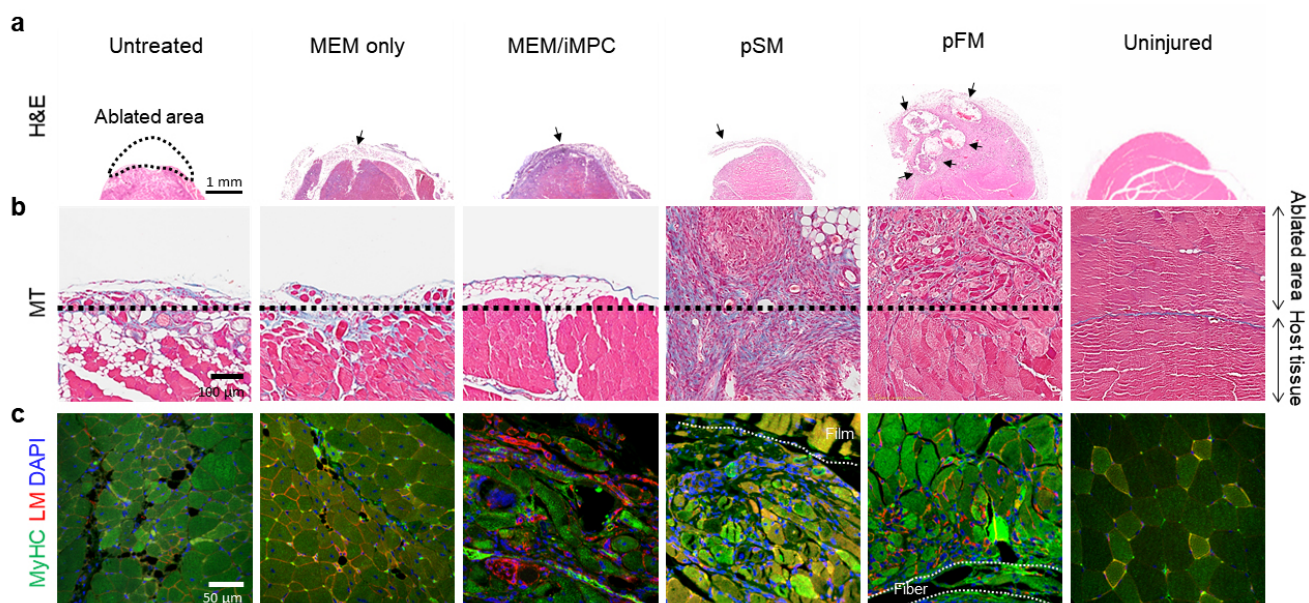 a
Untreated
MEM only
MEM/iMPC
pSM
pFM
Uninjured
H&E
Ablated area
1 mm
b
MT
100 μm
Ablated area
Host tissue
c
MyHC LM DAPI
50 μm
Film
Fiber